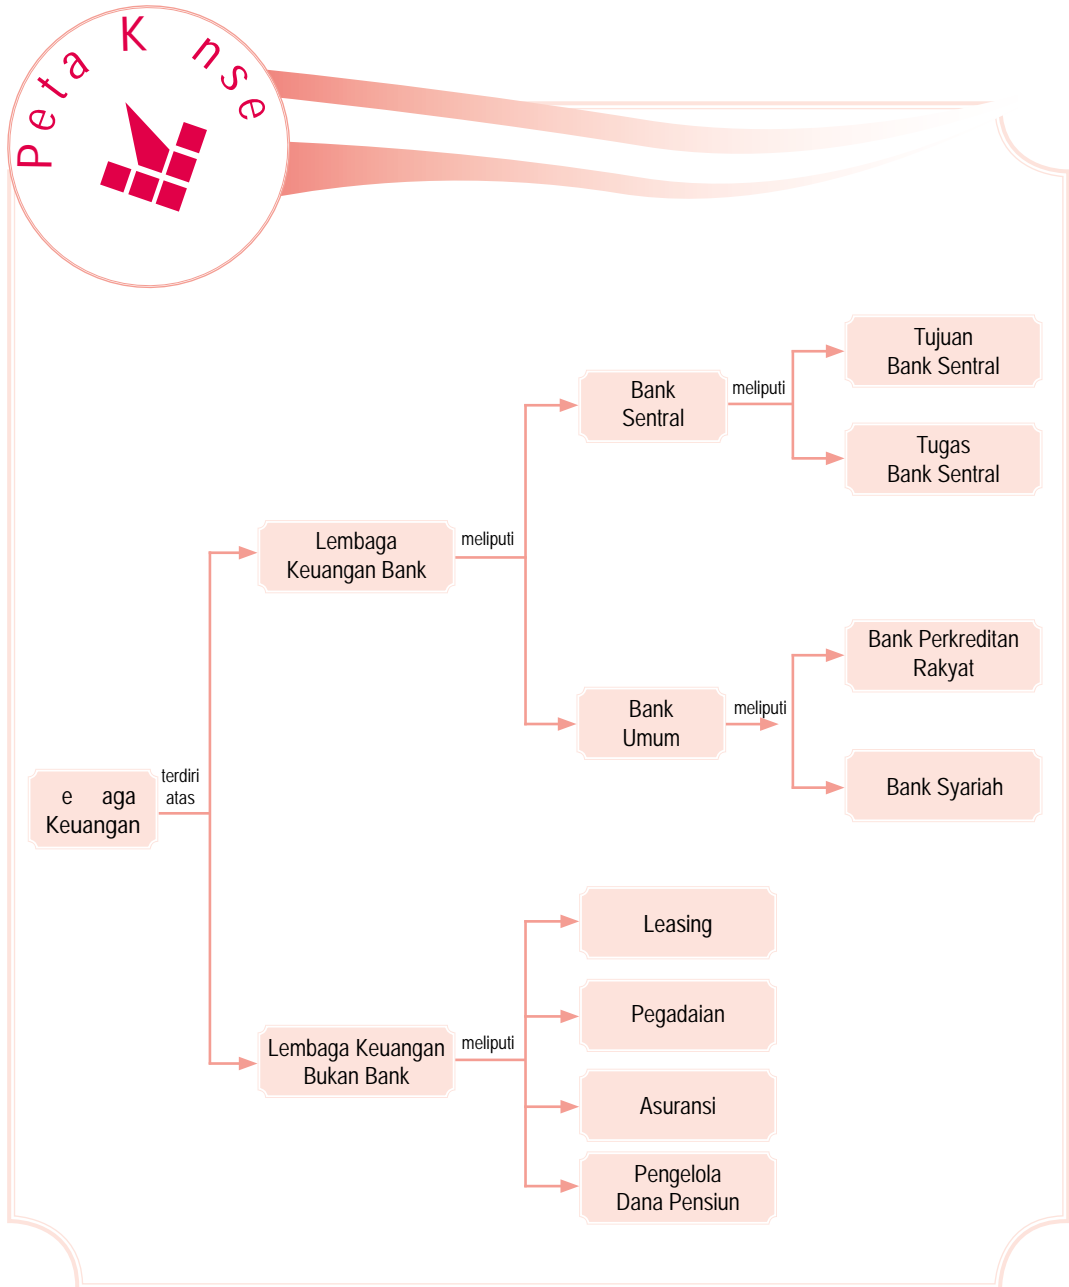 Peta K nse
Tujuan
Bank Sentral
Bank
Sentral
meliputi
Tugas
Bank Sentral
Lembaga
Keuangan Bank
meliputi
Bank Perkreditan
Rakyat
Bank
Umum
meliputi
Bank Syariah
terdiri
atas
e aga
Keuangan
Leasing
Pegadaian
Lembaga Keuangan
Bukan Bank
meliputi
Asuransi
Pengelola
Dana Pensiun